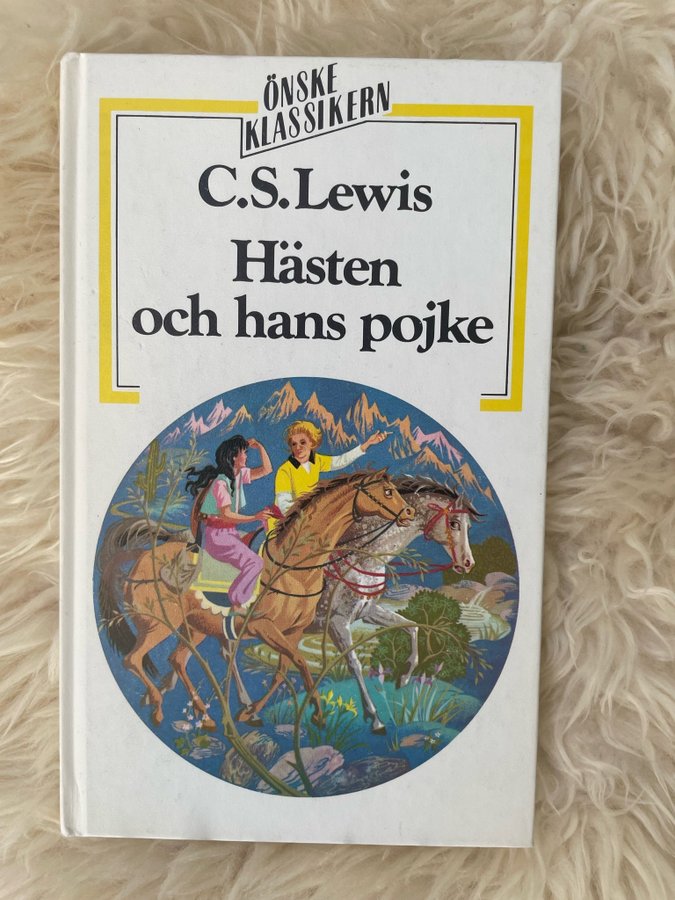 ÖNSKE
KLASSIKERN
C.S.Lewis
Hästen
och hans pojke